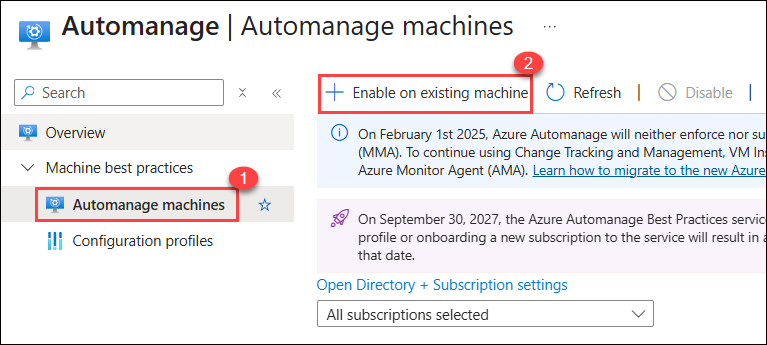 Automanage | Automanage machines ...
2
Search
+ Enable on existing machine Refresh | Disable |
Overview
Machine best practices
1
Automanage machines
Configuration profiles
On February 1st 2025, Azure Automanage will neither enforce nor su
(MMA). To continue using Change Tracking and Management, VM Ins
Azure Monitor Agent (AMA). Learn how to migrate to the new Azure
On September 30, 2027, the Azure Automanage Best Practices servic
profile or onboarding a new subscription to the service will result in a
that date.
Open Directory + Subscription settings
All subscriptions selected